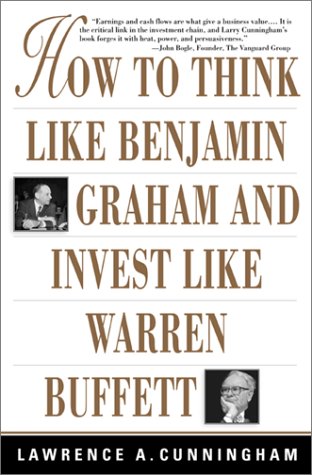 "Earnings and cash flows are what give a business value.... It is
the critical link in the investment chain, and Larry Cunningham's
book forges it with heat, power, and persuasiveness."
—John Bogle, Founder, The Vanguard Group
HOW TO THINK
LIKE BENJAMIN
GRAHAM AND
INVEST LIKE
WARREN
BUFFETT
LAWRENCE A. CUNNINGHAM